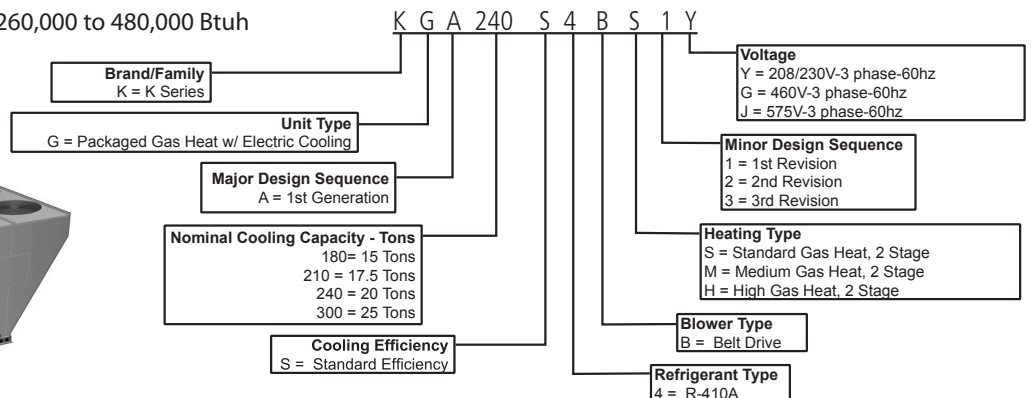 260,000 to 480,000 Btuh
K G A 240 S 4 B S 1 Y
Brand/Family
K = K Series
Unit Type
G = Packaged Gas Heat w/ Electric Cooling
Major Design Sequence
A = 1st Generation
Nominal Cooling Capacity - Tons
180= 15 Tons
210 = 17.5 Tons
240 = 20 Tons
300 = 25 Tons
Cooling Efficiency
S = Standard Efficiency
Voltage
Y = 208/230V-3 phase-60hz
G = 460V-3 phase-60hz
J = 575V-3 phase-60hz
Minor Design Sequence
1 = 1st Revision
2 = 2nd Revision
3 = 3rd Revision
Heating Type
S = Standard Gas Heat, 2 Stage
M = Medium Gas Heat, 2 Stage
H = High Gas Heat, 2 Stage
Blower Type
B = Belt Drive
Refrigerant Type
4 = R-410A